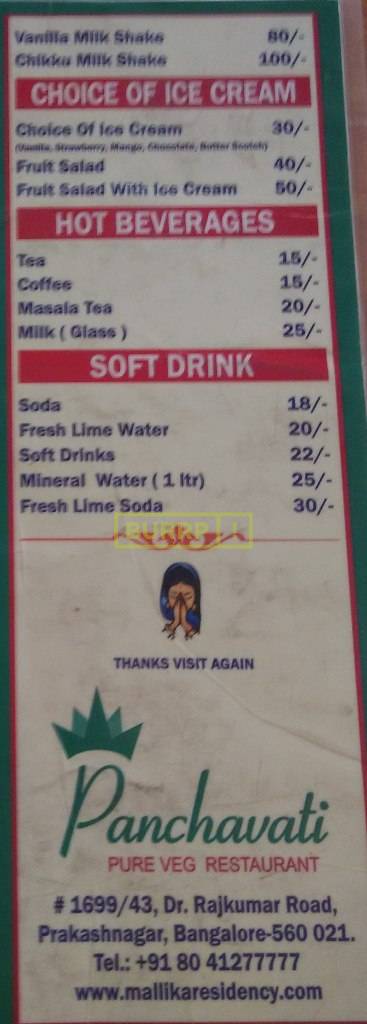 Vanilla Milk Shake 80/-
Chikku Milk Shake 100/-
CHOICE OF ICE CREAM
Choice Of Ice Cream 30/-
(Vanilla, Strawberry, Mango, Chocolate, Butter Scotch)
Fruit Salad 40/-
Fruit Salad With Ice Cream 50/-
HOT BEVERAGES
Tea 15/-
Coffee 15/-
Masala Tea 20/-
Milk ( Glass ) 25/-
SOFT DRINK
Soda 18/-
Fresh Lime Water 20/-
Soft Drinks 22/-
Mineral Water ( 1 ltr) 25/-
Fresh Lime Soda 30/-
THANKS VISIT AGAIN
Panchavati
PURE VEG RESTAURANT
# 1699/43, Dr. Rajkumar Road,
Prakashnagar, Bangalore-560 021.
Tel.: +91 80 41277777
www.mallikaresidency.com